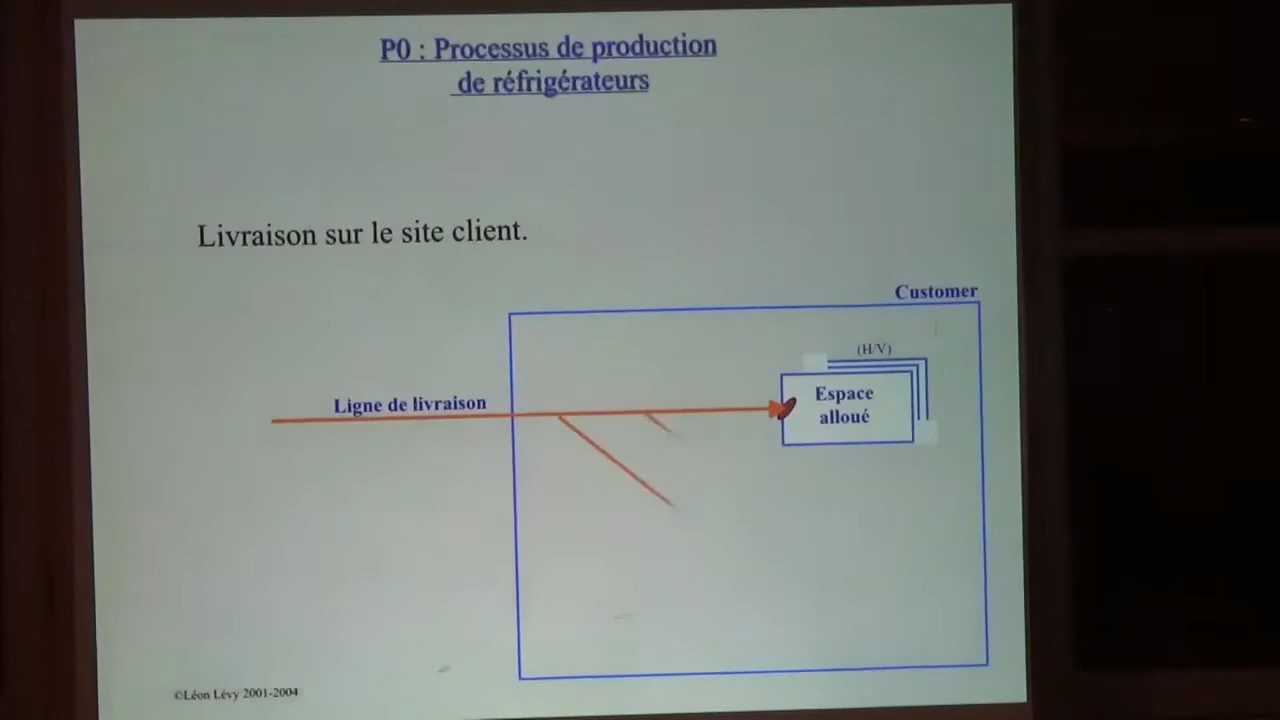 P0 : Processus de production
de réfrigérateurs
Livraison sur le site client.
Customer
(H/V)
Ligne de livraison
Espace
alloué
©Léon Lévy 2001-2004